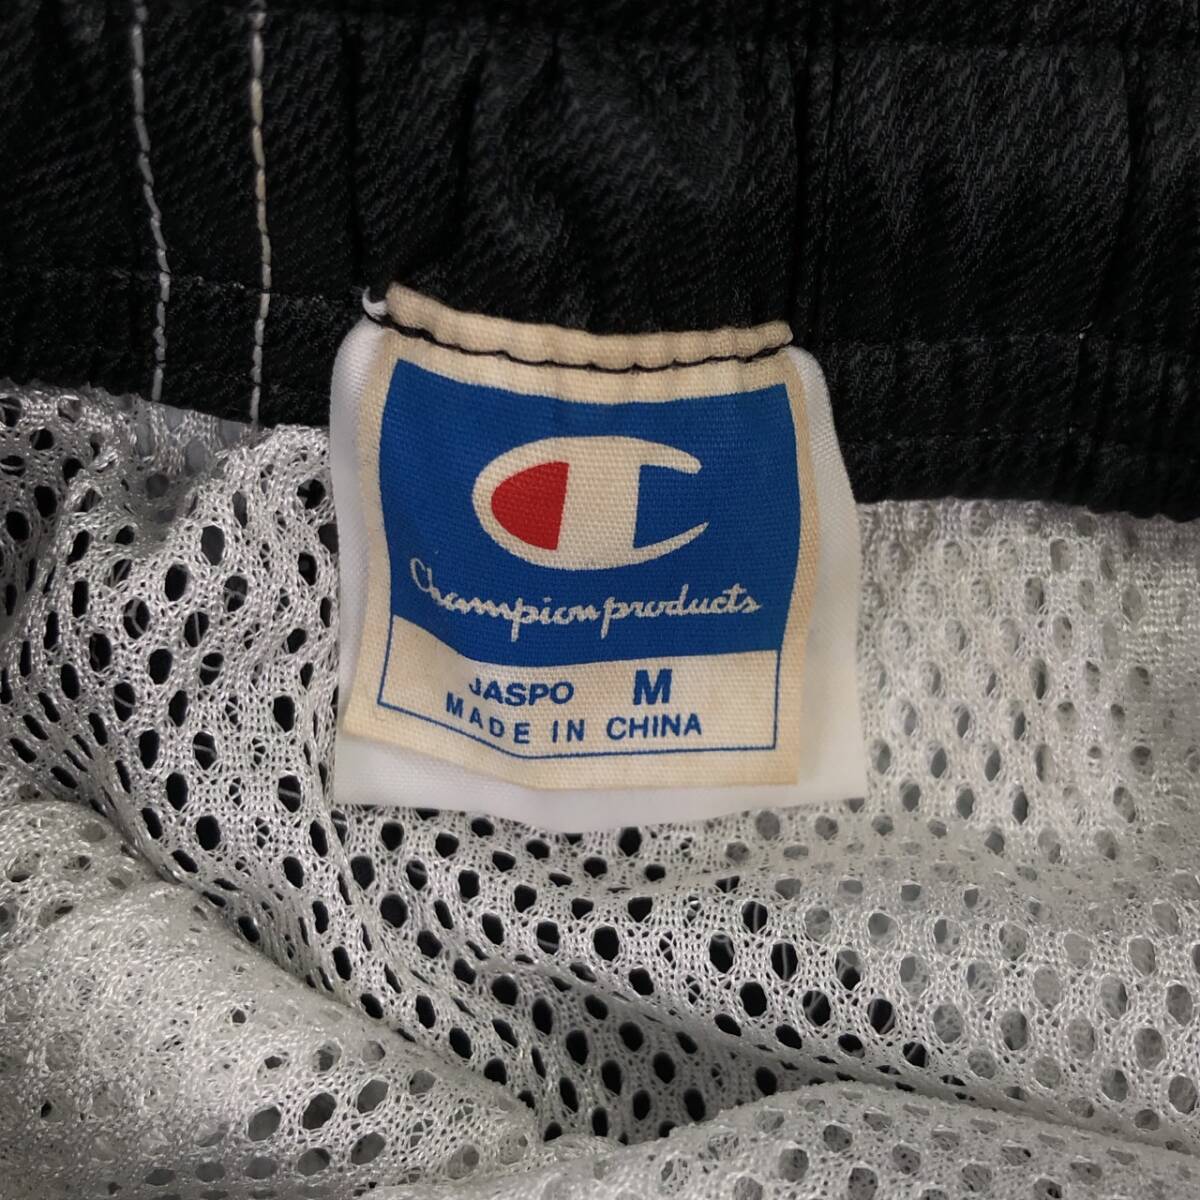 Champion products
JASPO M
MADE IN CHINA